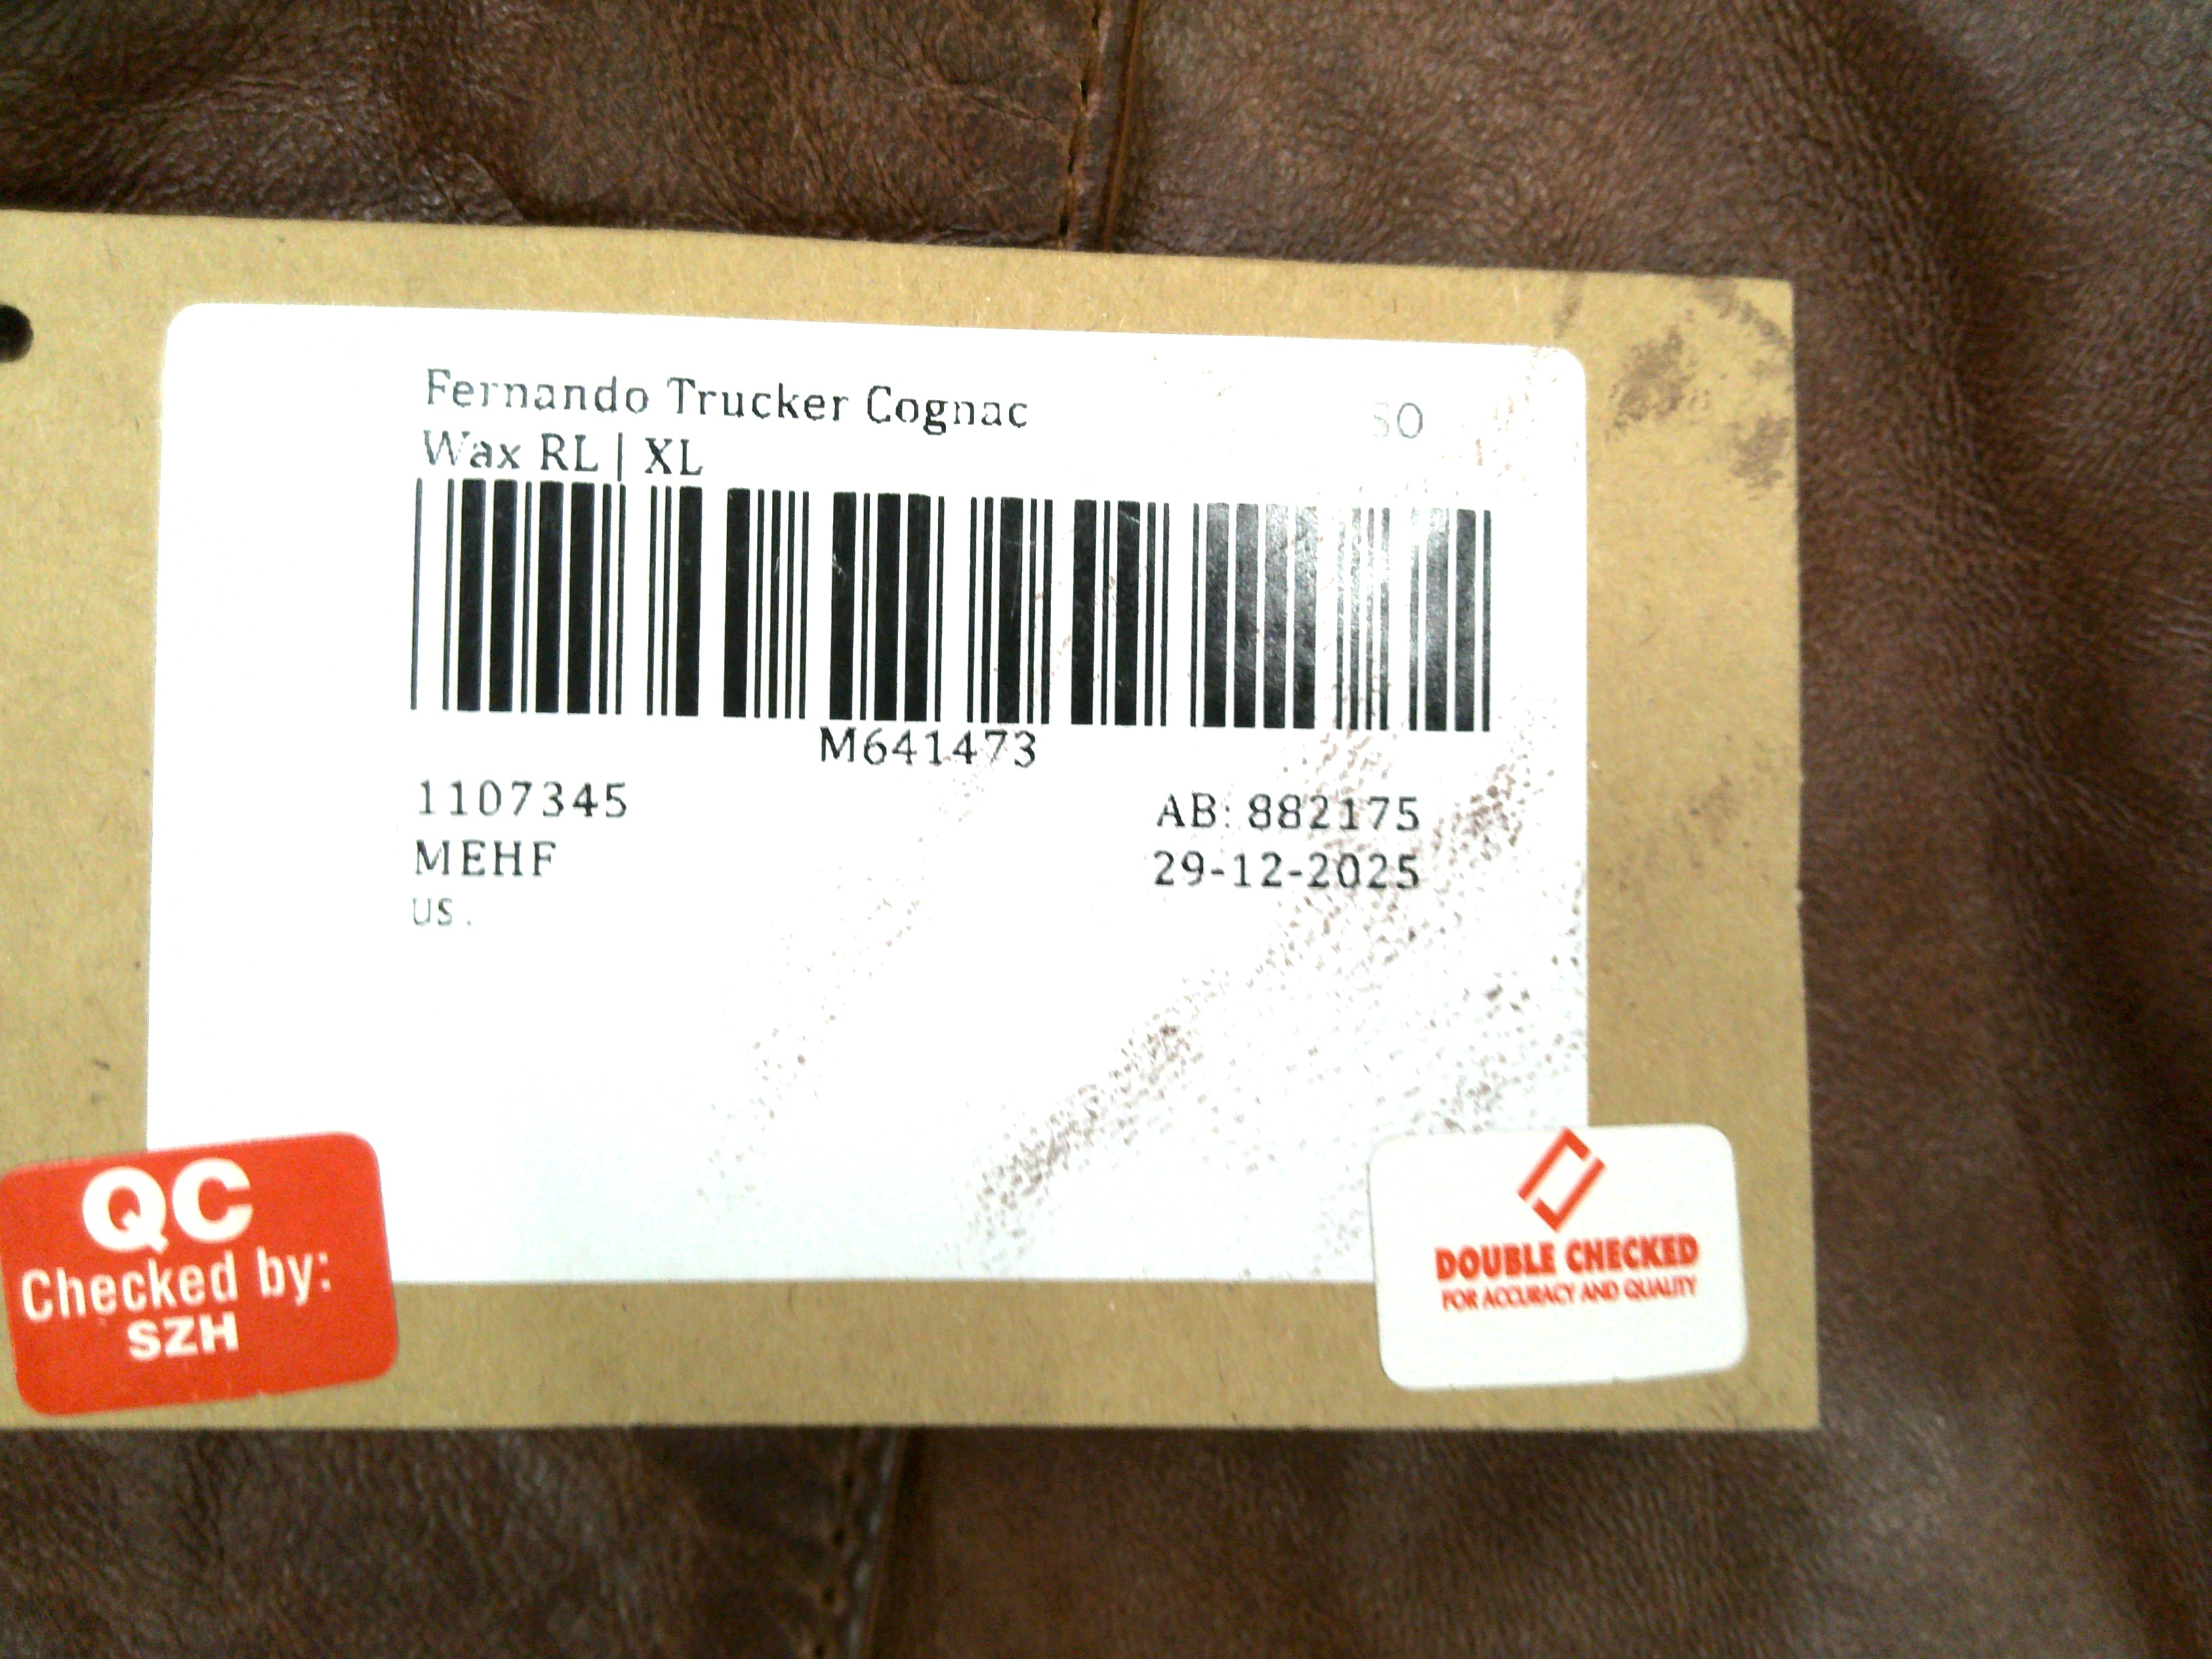 Fernando Trucker Cognac
SO
Wax RL | XL
M641473
1107345
AB: 882175
MEHF
29-12-2025
US.
QC
Checked by:
SZH
DOUBLE CHECKED
FOR ACCURACY AND QUALITY